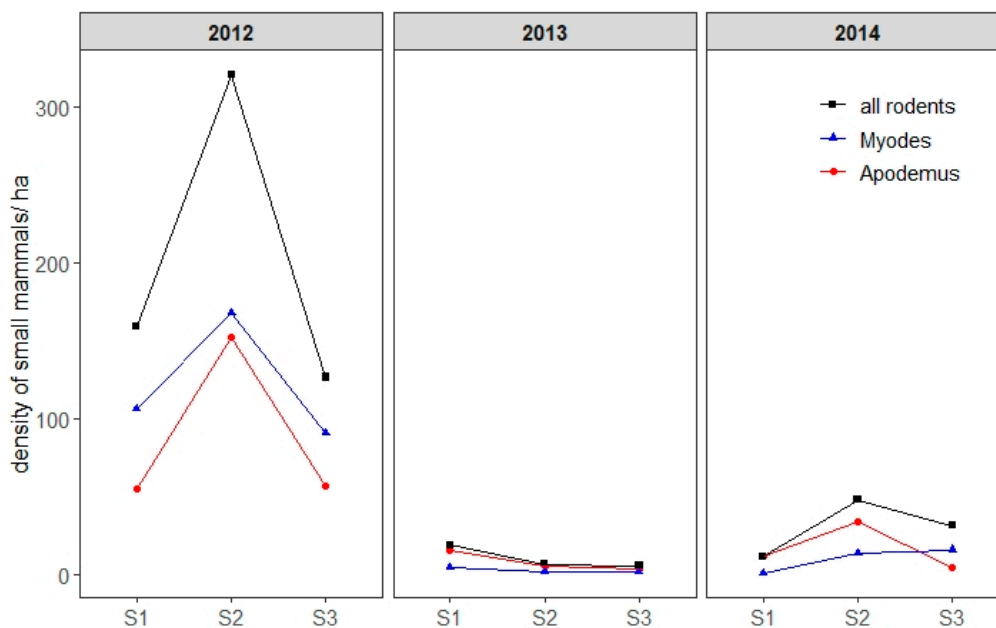 2012 2013 2014
all rodents
Myodes
Apodemus
density of small mammals/ ha
300
200
100
0
S1 S2 S3 S1 S2 S3 S1 S2 S3